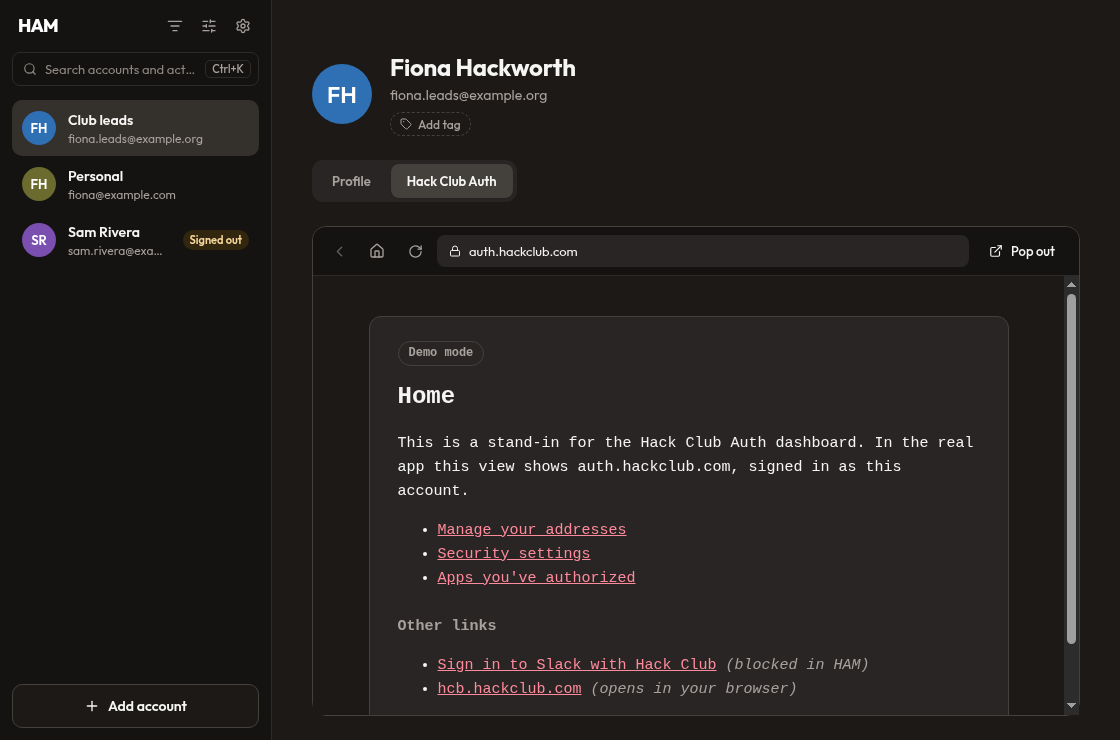 HAM
Search accounts and act...
Ctrl+K
FH
Club leads
fiona.leads@example.org
FH
Personal
fiona@example.com
SR
Sam Rivera
sam.rivera@exa...
Signed out
Add account
FH
Fiona Hackworth
fiona.leads@example.org
Add tag
Profile
Hack Club Auth
auth.hackclub.com
Pop out
Demo mode
Home
This is a stand-in for the Hack Club Auth dashboard. In the real
app this view shows auth.hackclub.com, signed in as this
account.
• Manage your addresses
• Security settings
• Apps you've authorized
Other links
• Sign in to Slack with Hack Club (blocked in HAM)
• hcb.hackclub.com (opens in your browser)